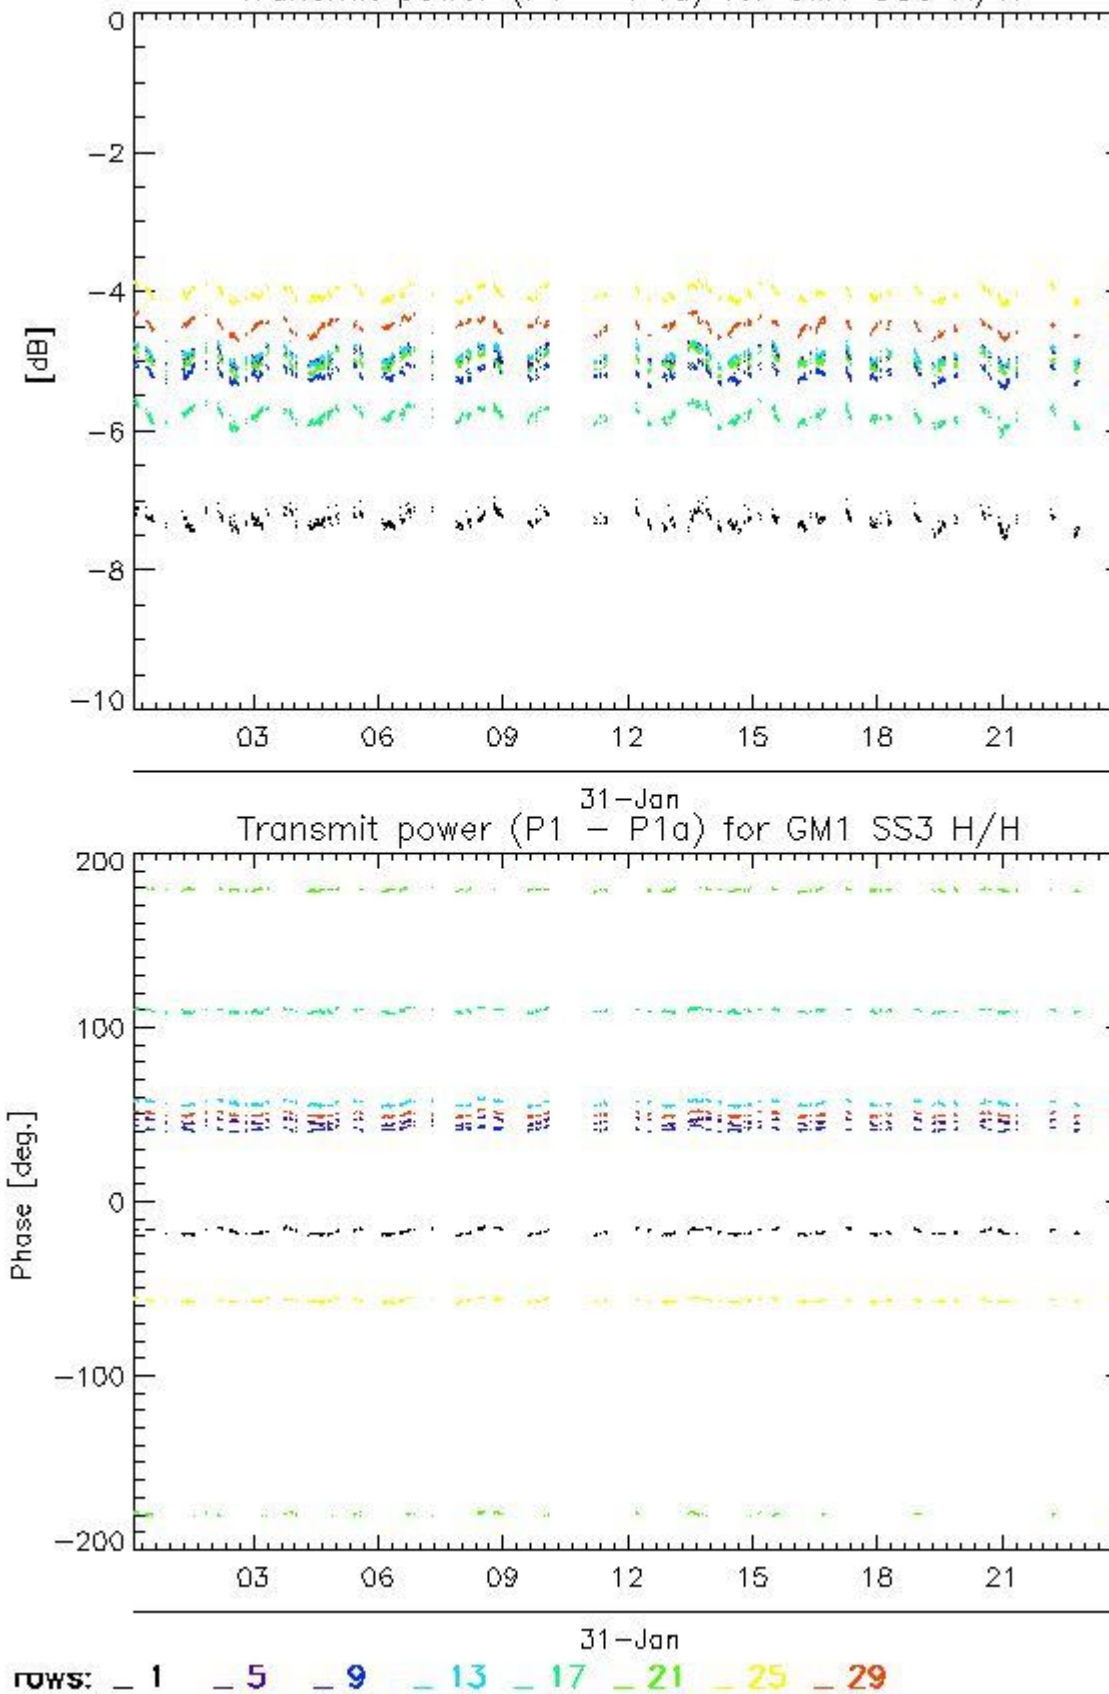 0
−2
−4
[dB]
−6
−8
−10
03 06 09 12 15 18 21
31−Jan
Transmit power (P1 − P1a) for GM1 SS3 H/H
200
100
Phase [deg.]
0
−100
−200
03 06 09 12 15 18 21
31−Jan
rows: _ 1 _ 5 _ 9 _ 13 _ 17 _ 21 _ 25 _ 29